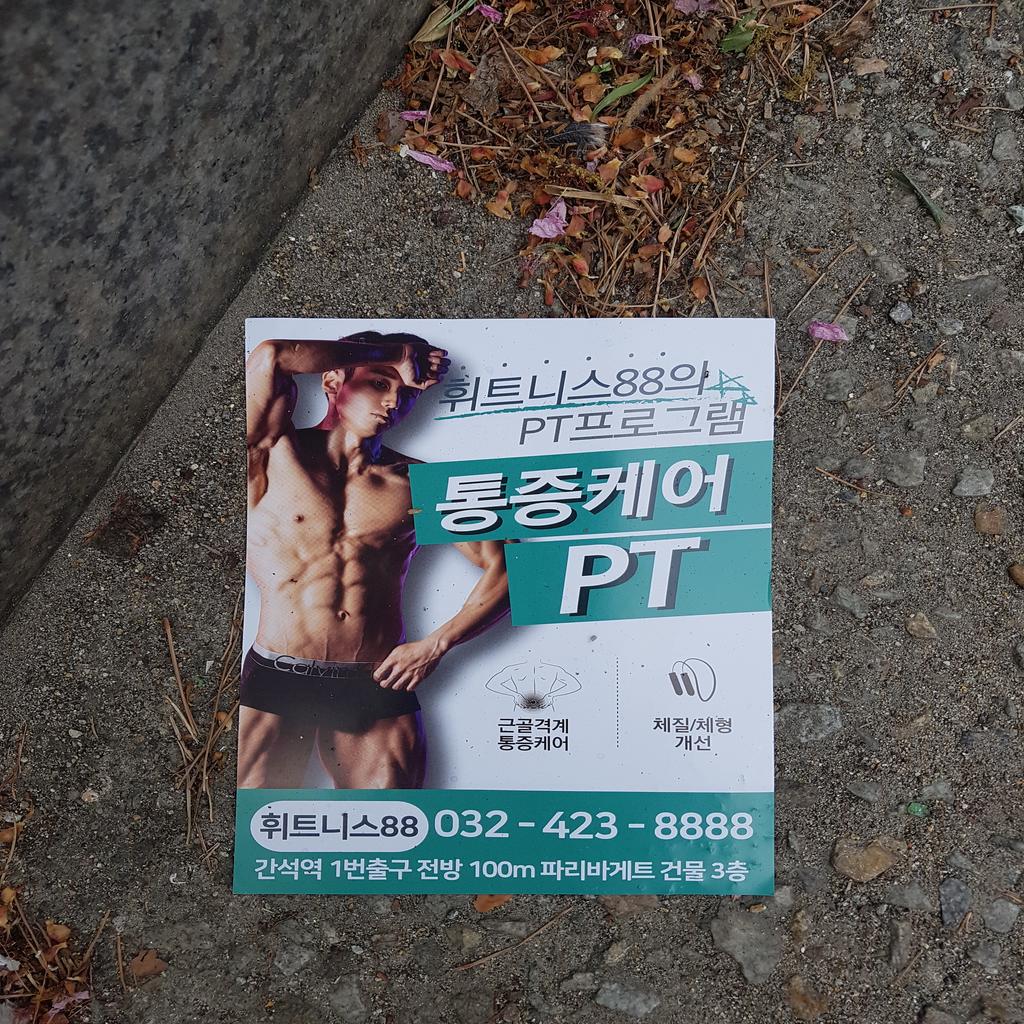 휘트니스88의
PT프로그램
통증케어
PT
Calvin
근골격계
통증케어
체질/체형
개선
휘트니스88 032 - 423 - 8888
간석역 1번출구 전방 100m 파리바게트 건물 3층